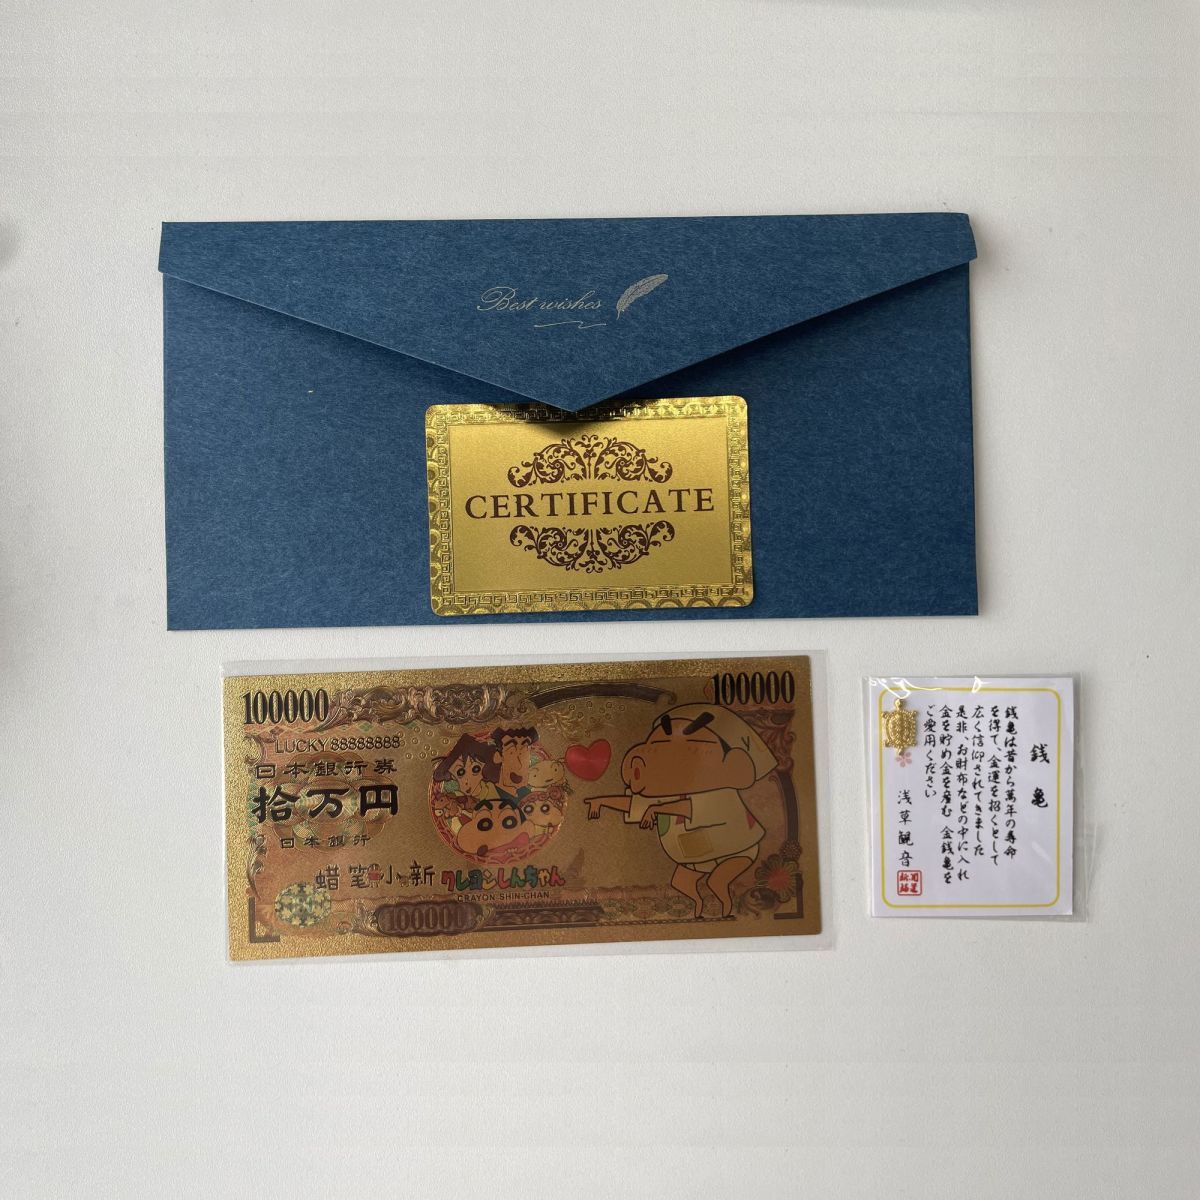 Best wishes
CERTIFICATE
100000
100000
LUCKY 88888888
日本銀行券
拾万円
日本銀行
蜡笔小新
クレヨンしんちゃん
CRAYON SHIN-CHAN
100000
銭亀
銭亀は昔から萬年の寿命
を得て、金運を招くとして
広く信仰されてきました
是非、お財布などの中に入れ
金を貯め金を産む 金銭亀を
ご愛用ください
浅草観音